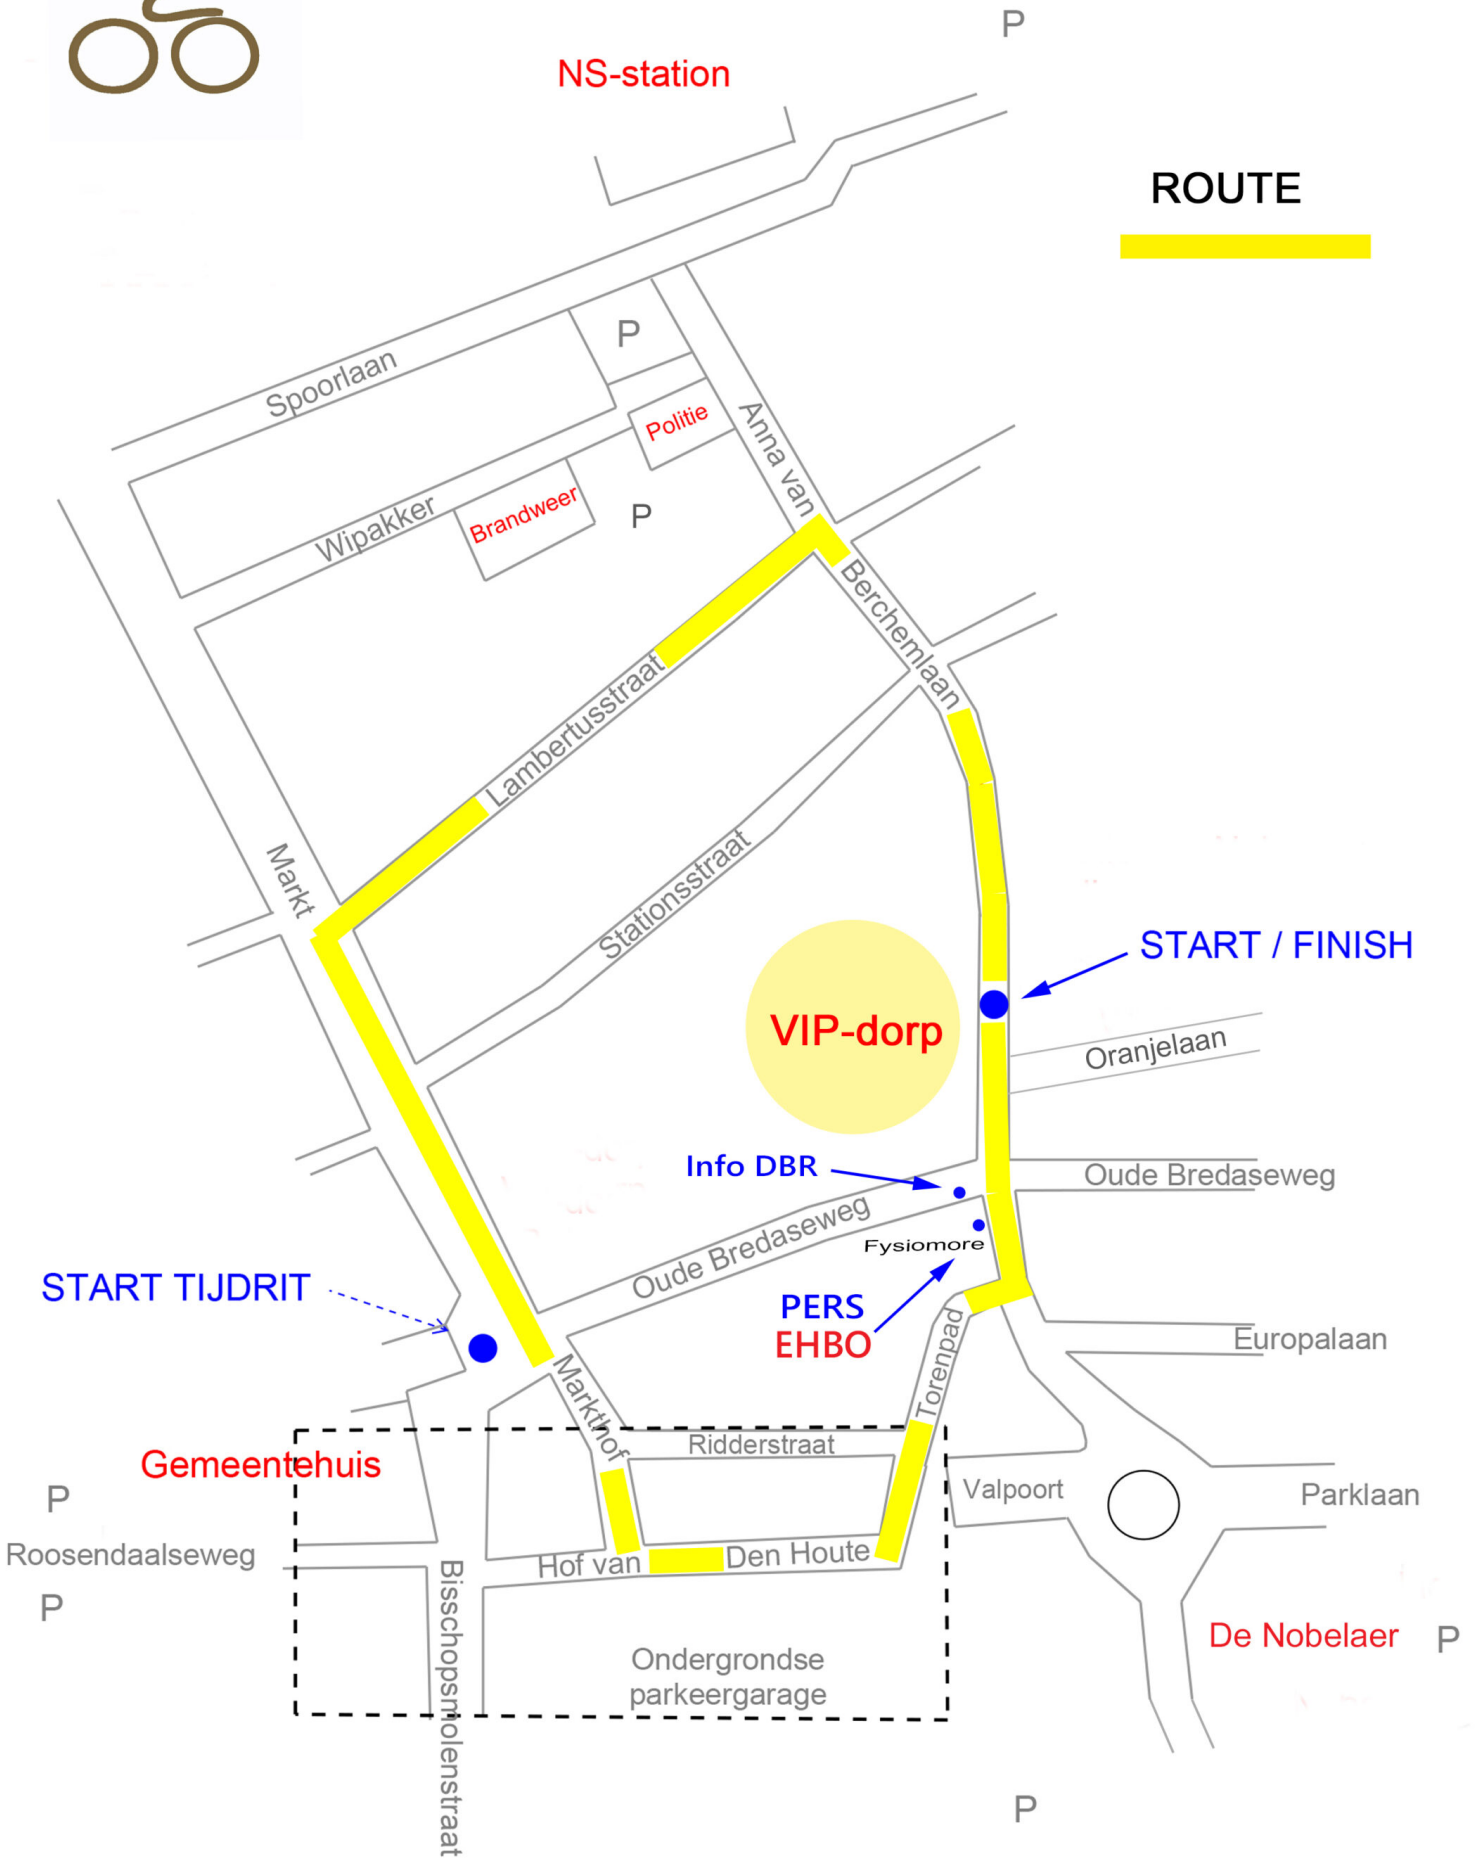 P
NS-station
ROUTE
Spoorlaan
P
Politie
Anna van
Berchemlaan
Wipakker
Brandweer
P
Lambertusstraat
Markt
Stationsstraat
START / FINISH
VIP-dorp
Oranjelaan
Info DBR
Oude Bredaseweg
Oude Bredaseweg
Fysiomore
START TIJDRIT
PERS
EHBO
Torenpad
Europalaan
Markthof
Ridderstraat
Gemeentehuis
Valpoort
Parklaan
P
Roosendaalseweg
Hof van
Den Houte
P
Bisschopsmolenstraat
De Nobelaer
P
Ondergrondse
parkeergarage
P